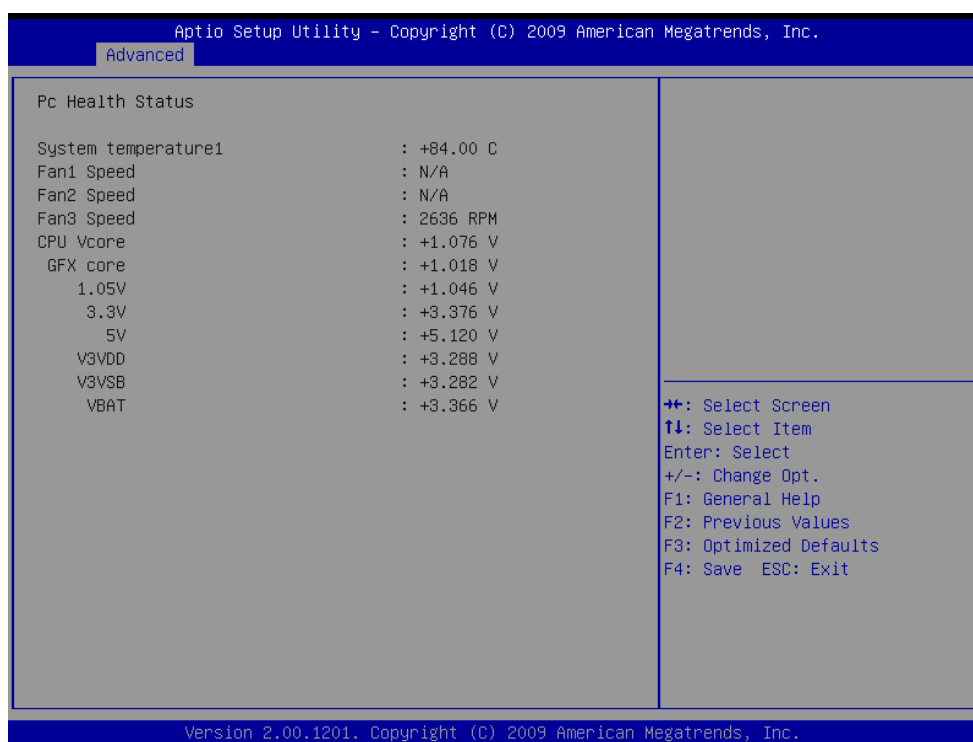 Aptio Setup Utility – Copyright (C) 2009 American Megatrends, Inc.
Advanced
Pc Health Status
System temperature1 : +84.00 C
Fan1 Speed : N/A
Fan2 Speed : N/A
Fan3 Speed : 2636 RPM
CPU Vcore : +1.076 V
GFX core : +1.018 V
1.05V : +1.046 V
3.3V : +3.376 V
5V : +5.120 V
V3VDD : +3.288 V
V3VSB : +3.282 V
VBAT : +3.366 V
→←: Select Screen
↑↓: Select Item
Enter: Select
+/-: Change Opt.
F1: General Help
F2: Previous Values
F3: Optimized Defaults
F4: Save ESC: Exit
Version 2.00.1201. Copyright (C) 2009 American Megatrends, Inc.